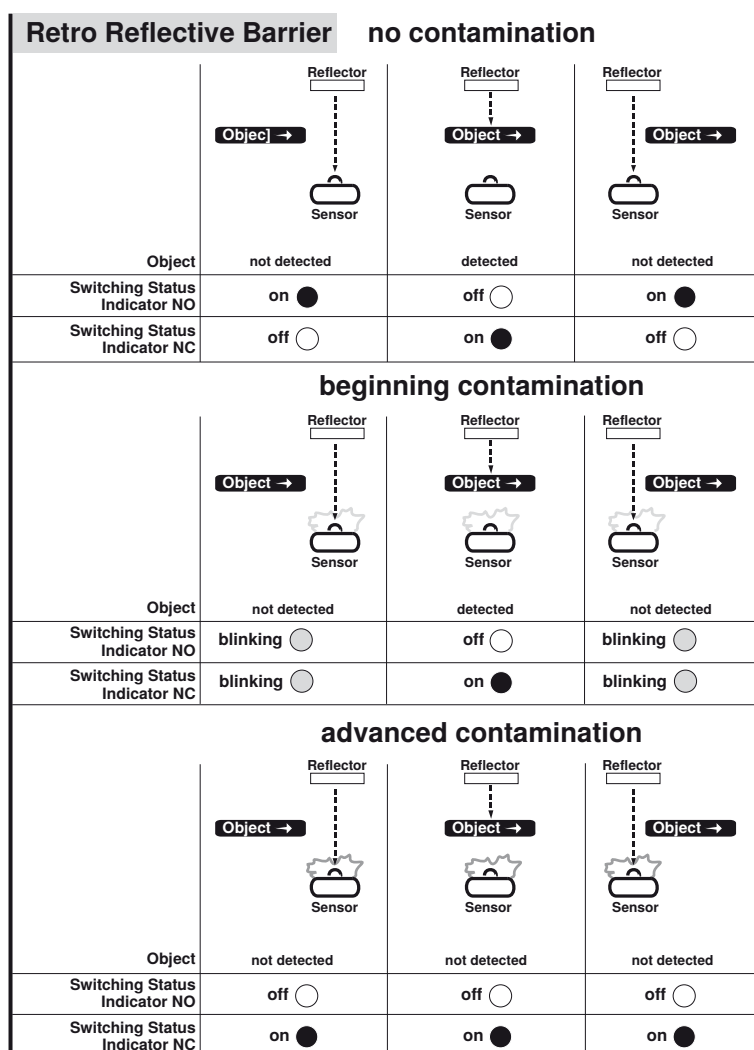 Retro Reflective Barrier no contamination
Reflector Reflector Reflector
Objec] Object Object
Sensor Sensor Sensor
Object not detected detected not detected
Switching Status
Indicator NO on off on
Switching Status
Indicator NC off on off
beginning contamination
Reflector Reflector Reflector
Object Object Object
Sensor Sensor Sensor
Object not detected detected not detected
Switching Status
Indicator NO blinking off blinking
Switching Status
Indicator NC blinking on blinking
advanced contamination
Reflector Reflector Reflector
Object Object Object
Sensor Sensor Sensor
Object not detected not detected not detected
Switching Status
Indicator NO off off off
Switching Status
Indicator NC on on on